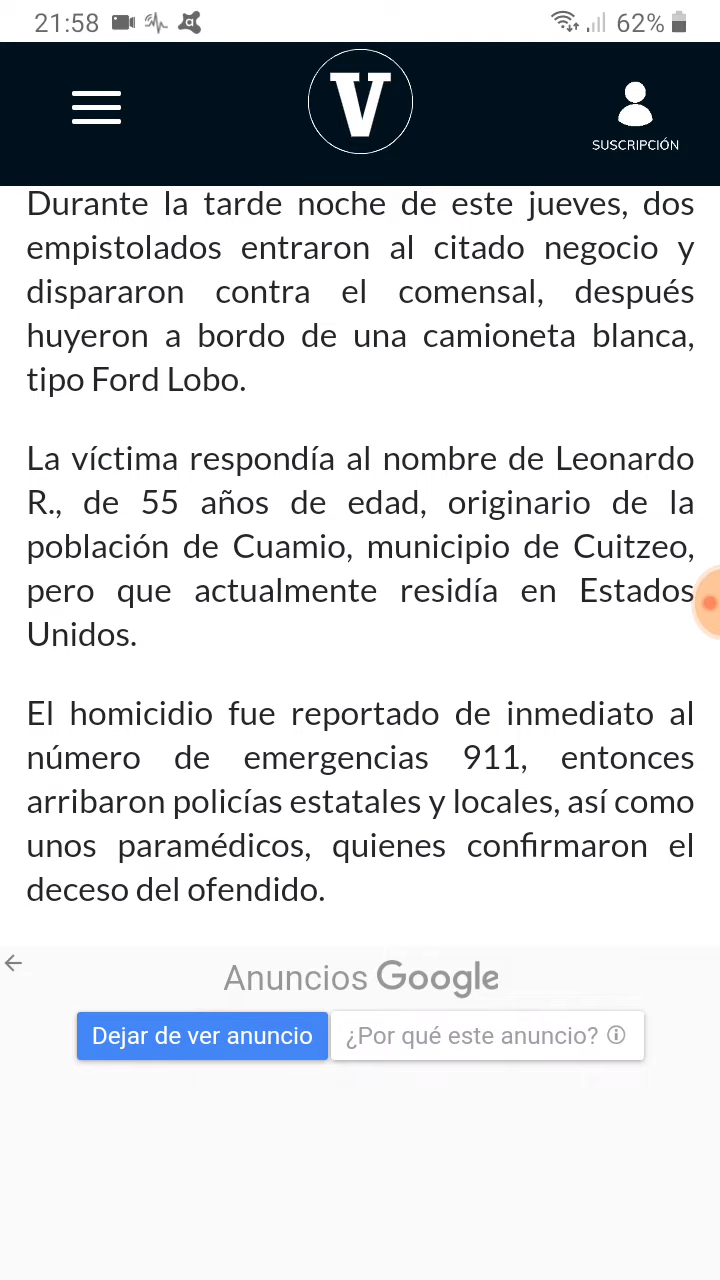 21:58
62%
V
SUSCRIPCIÓN
Durante la tarde noche de este jueves, dos
empistolados entraron al citado negocio y
dispararon contra el comensal, después
huyeron a bordo de una camioneta blanca,
tipo Ford Lobo.
La víctima respondía al nombre de Leonardo
R., de 55 años de edad, originario de la
población de Cuamio, municipio de Cuitzeo,
pero que actualmente residía en Estados
Unidos.
El homicidio fue reportado de inmediato al
número de emergencias 911, entonces
arribaron policías estatales y locales, así como
unos paramédicos, quienes confirmaron el
deceso del ofendido.
Anuncios Google
Dejar de ver anuncio ¿Por qué este anuncio?